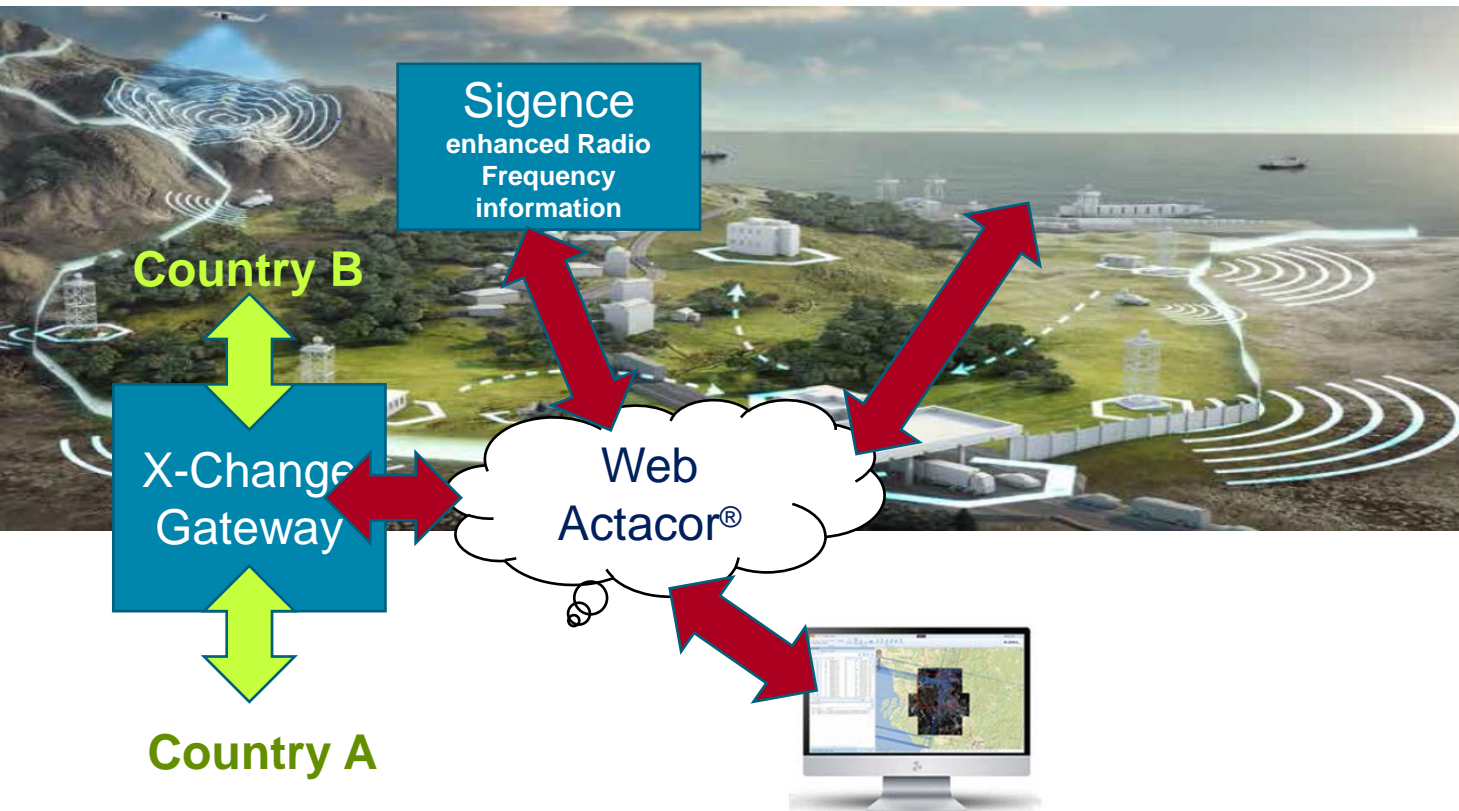 Sigence
enhanced Radio
Frequency
information
Country B
X-Change
Gateway
Web
Actacor®
Country A